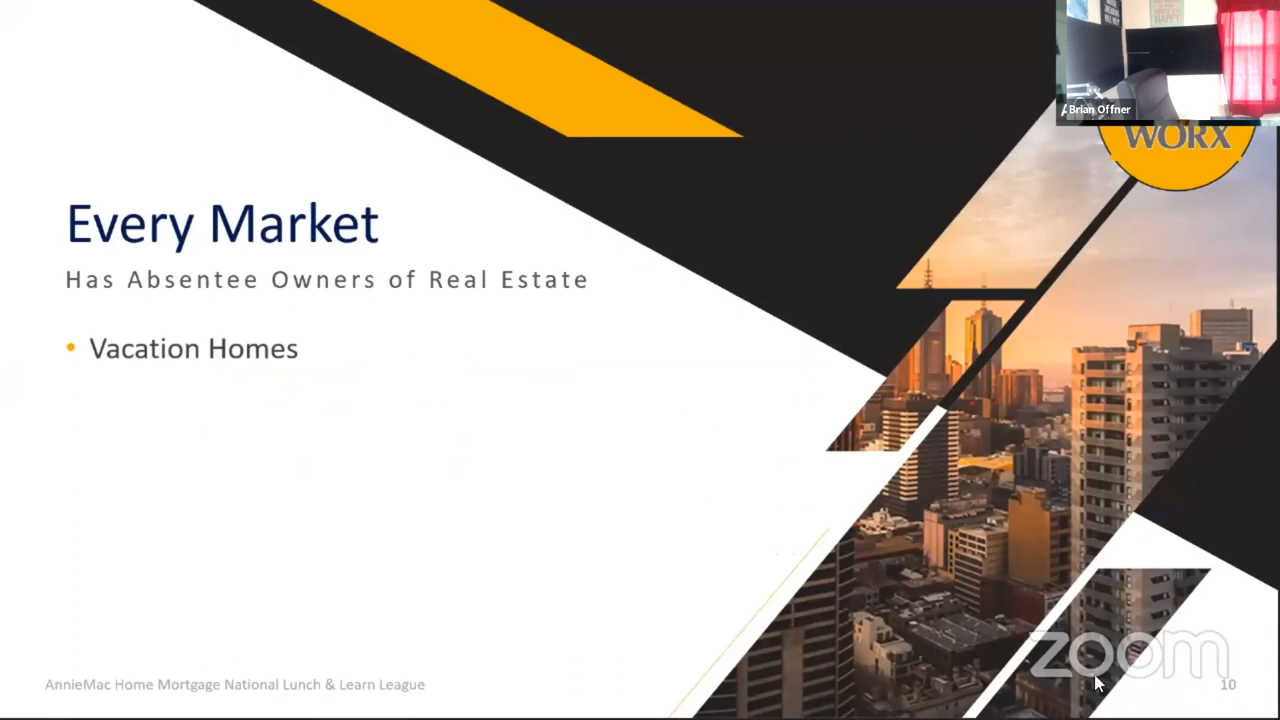 Every Market
Has Absentee Owners of Real Estate
• Vacation Homes
AnnieMac Home Mortgage National Lunch & Learn League
10
WORX
Brian Offner
HAPPY
zoom